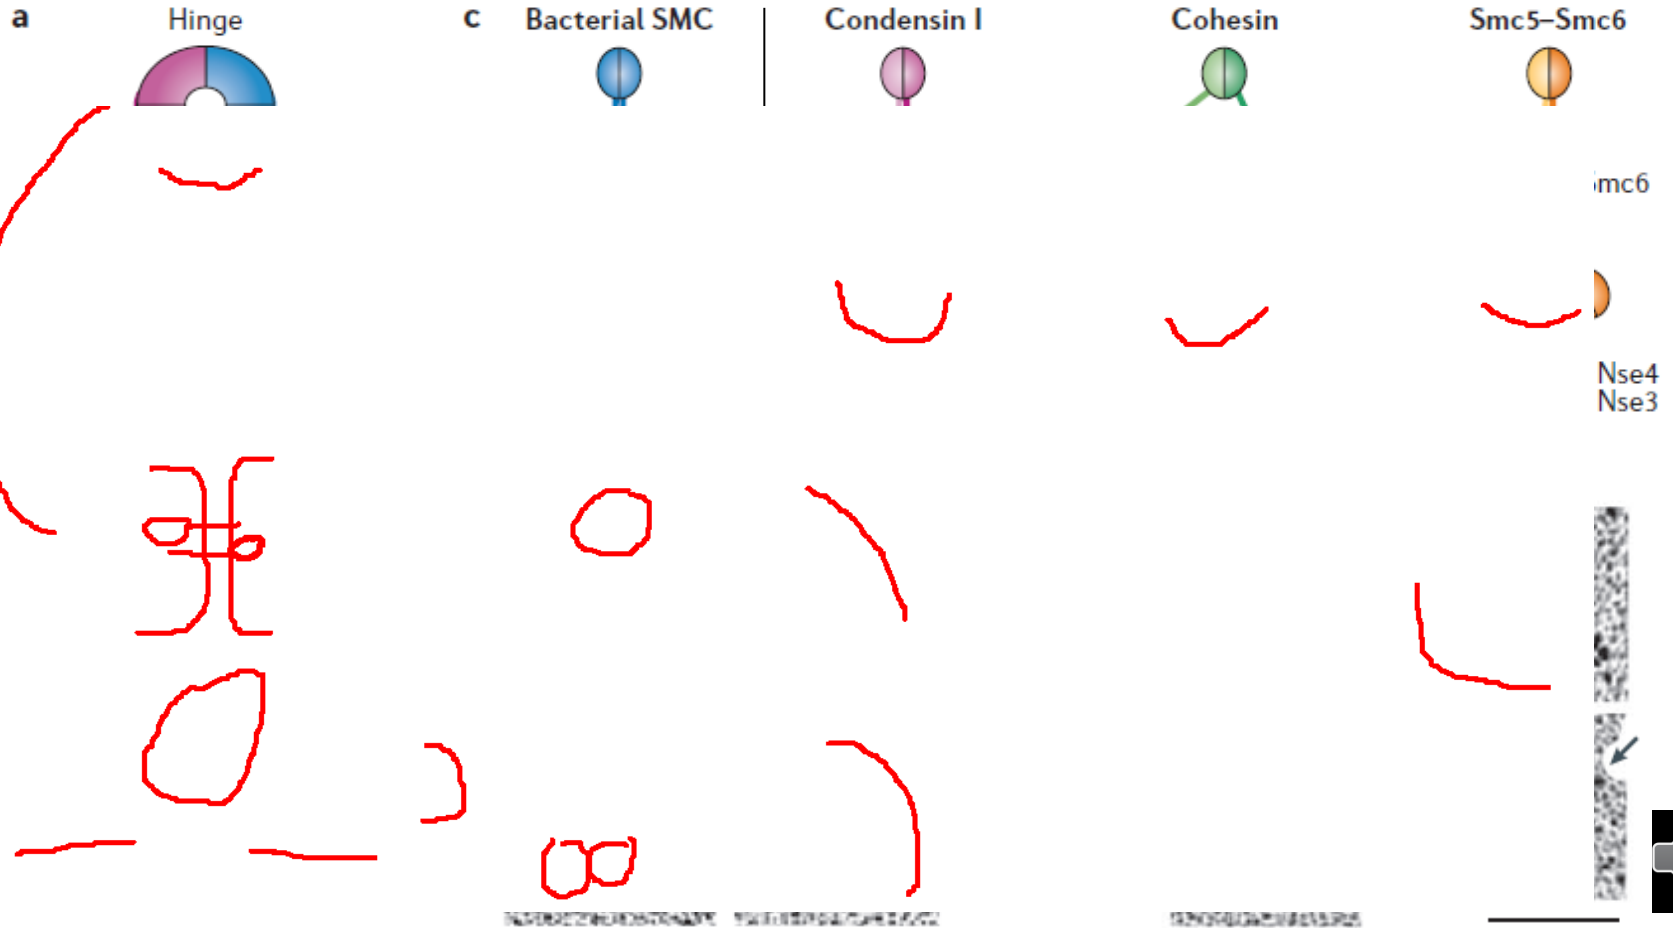 a Hinge c Bacterial SMC Condensin I Cohesin Smc5–Smc6
mc6
Nse4
Nse3